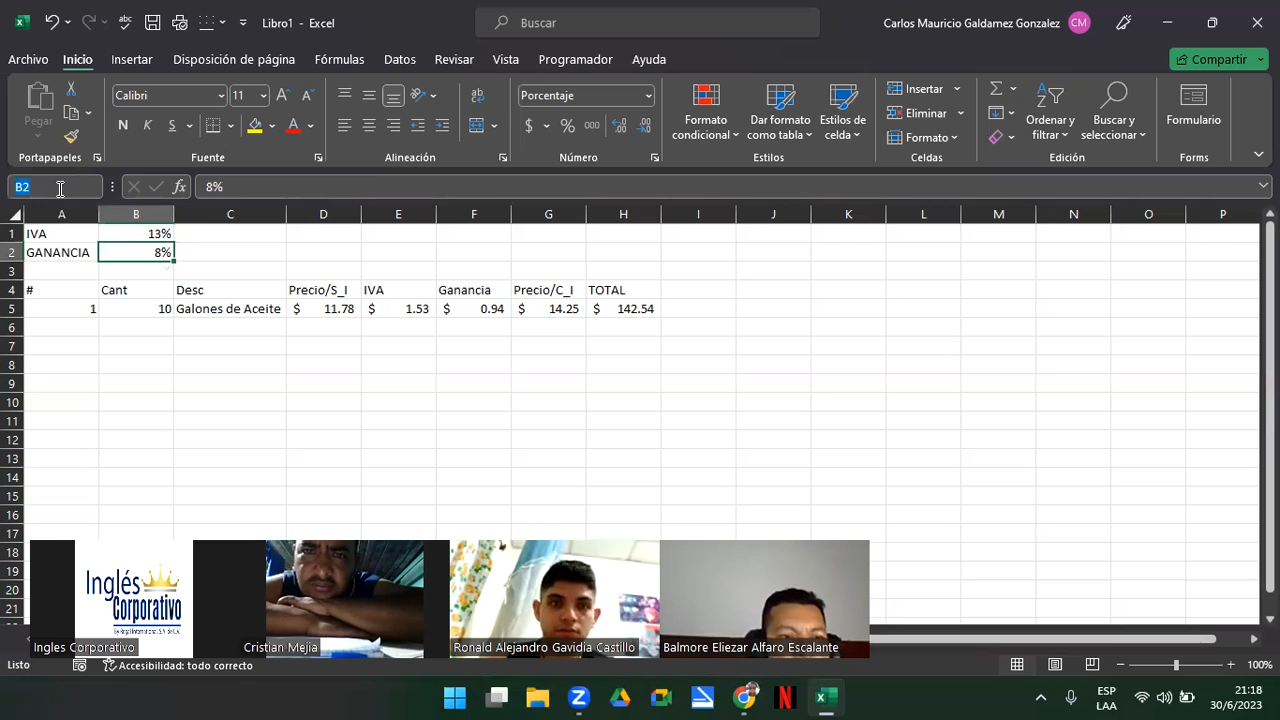 Libro1 - Excel
Buscar
Carlos Mauricio Galdamez Gonzalez CM
Archivo Inicio Insertar Disposición de página Fórmulas Datos Revisar Vista Programador Ayuda Compartir
Pegar
Calibri 11
N K S
Porcentaje
$ % 000
Formato condicional
Dar formato como tabla
Estilos de celda
Insertar
Eliminar
Formato
Ordenar y filtrar
Buscar y seleccionar
Formulario
Portapapeles Fuente Alineación Número Estilos Celdas Edición Forms
B2 fx 8%
A B C D E F G H I J K L M N O P
1 IVA 13%
2 GANANCIA 8%
3
4 # Cant Desc Precio/S_I IVA Ganancia Precio/C_I TOTAL
5 1 10 Galones de Aceite $ 11.78 $ 1.53 $ 0.94 $ 14.25 $ 142.54
6
7
8
9
10
11
12
13
14
15
16
17
18
19
20
21
Inglés
Corporativo
Ingles Corporativo
Cristian Mejia
Ronald Alejandro Gavidia Castillo
Balmore Eliezar Alfaro Escalante
Listo Accesibilidad: todo correcto 100%
ESP
LAA
21:18
30/6/2023